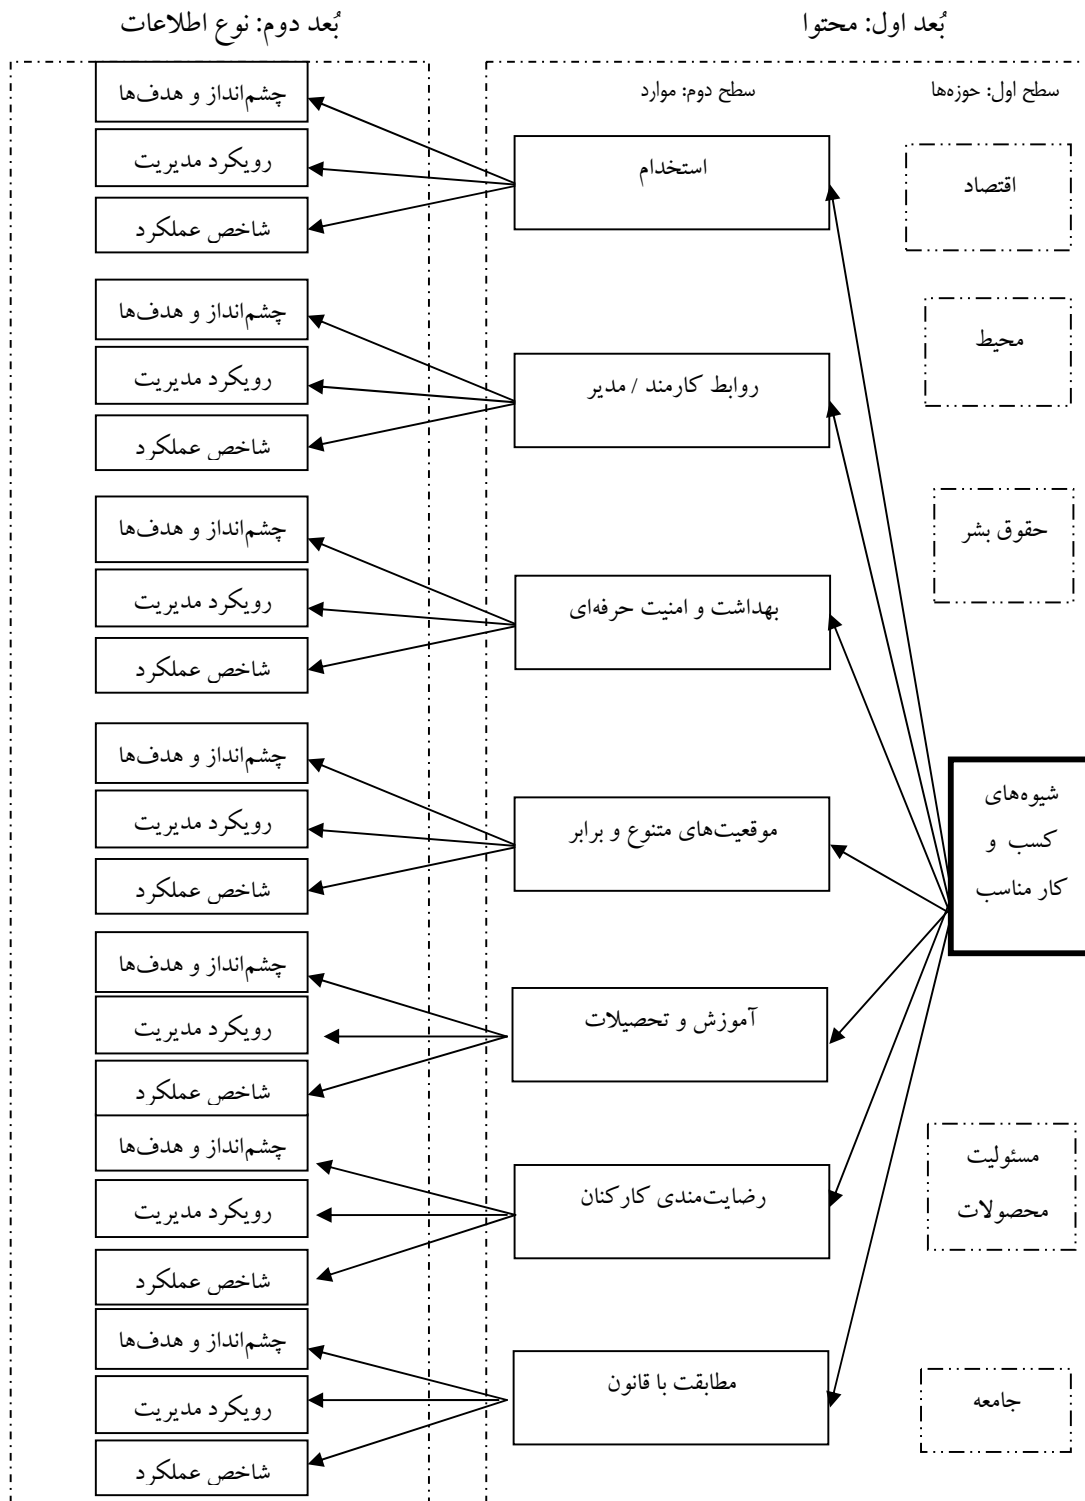 بُعد اول: محتوا
بُعد دوم: نوع اطلاعات
سطح اول: حوزه‌ها
سطح دوم: موارد
اقتصاد
محیط
حقوق بشر
شیوه‌های
کسب و
کار مناسب
مسئولیت
محصولات
جامعه
استخدام
چشم‌انداز و هدف‌ها
رویکرد مدیریت
شاخص عملکرد
روابط کارمند / مدیر
چشم‌انداز و هدف‌ها
رویکرد مدیریت
شاخص عملکرد
بهداشت و امنیت حرفه‌ای
چشم‌انداز و هدف‌ها
رویکرد مدیریت
شاخص عملکرد
موقعیت‌های متنوع و برابر
چشم‌انداز و هدف‌ها
رویکرد مدیریت
شاخص عملکرد
آموزش و تحصیلات
چشم‌انداز و هدف‌ها
رویکرد مدیریت
شاخص عملکرد
رضایت‌مندی کارکنان
چشم‌انداز و هدف‌ها
رویکرد مدیریت
شاخص عملکرد
مطابقت با قانون
چشم‌انداز و هدف‌ها
رویکرد مدیریت
شاخص عملکرد